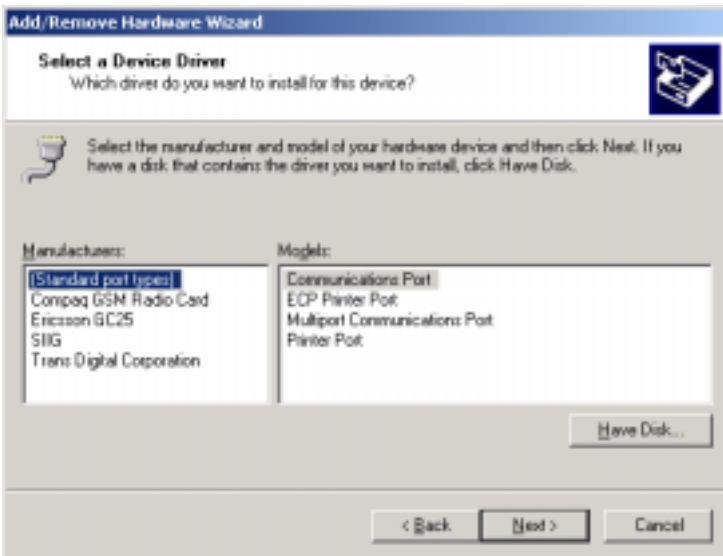 Add/Remove Hardware Wizard
Select a Device Driver
Which driver do you want to install for this device?
Select the manufacturer and model of your hardware device and then click Next. If you
have a disk that contains the driver you want to install, click Have Disk.
Manufacturers:
(Standard port types)
Compaq GSM Radio Card
Ericsson GC25
SIIG
Trans Digital Corporation
Models:
Communications Port
ECP Printer Port
Multiport Communications Port
Printer Port
Have Disk...
< Back
Next >
Cancel